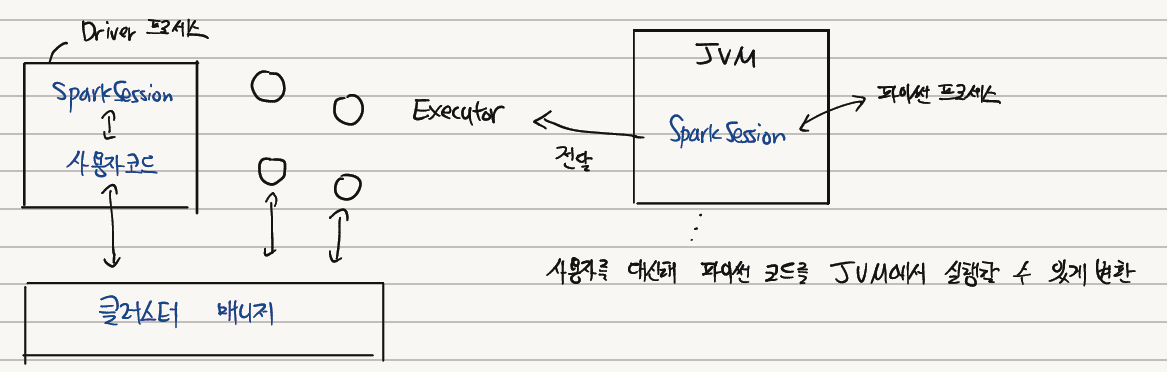 Driver 프로세스
SparkSession
사용자코드
클러스터 매니저
Executor
JVM
SparkSession
파이썬 프로세스
전달
사용자를 대신해 파이썬 코드를 JVM에서 실행할 수 있게 변환